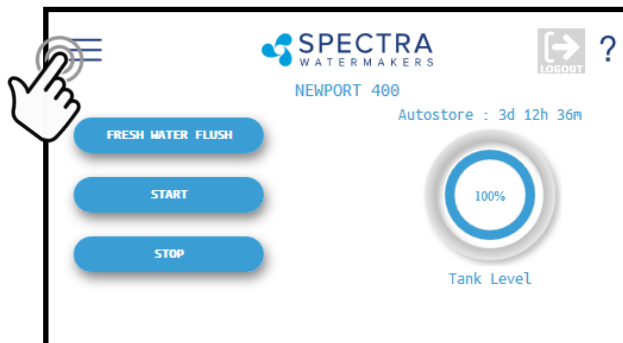 SPECTRA
WATERMAKERS
LOGOUT
?
NEWPORT 400
Autostore : 3d 12h 36m
FRESH WATER FLUSH
START
100%
STOP
Tank Level